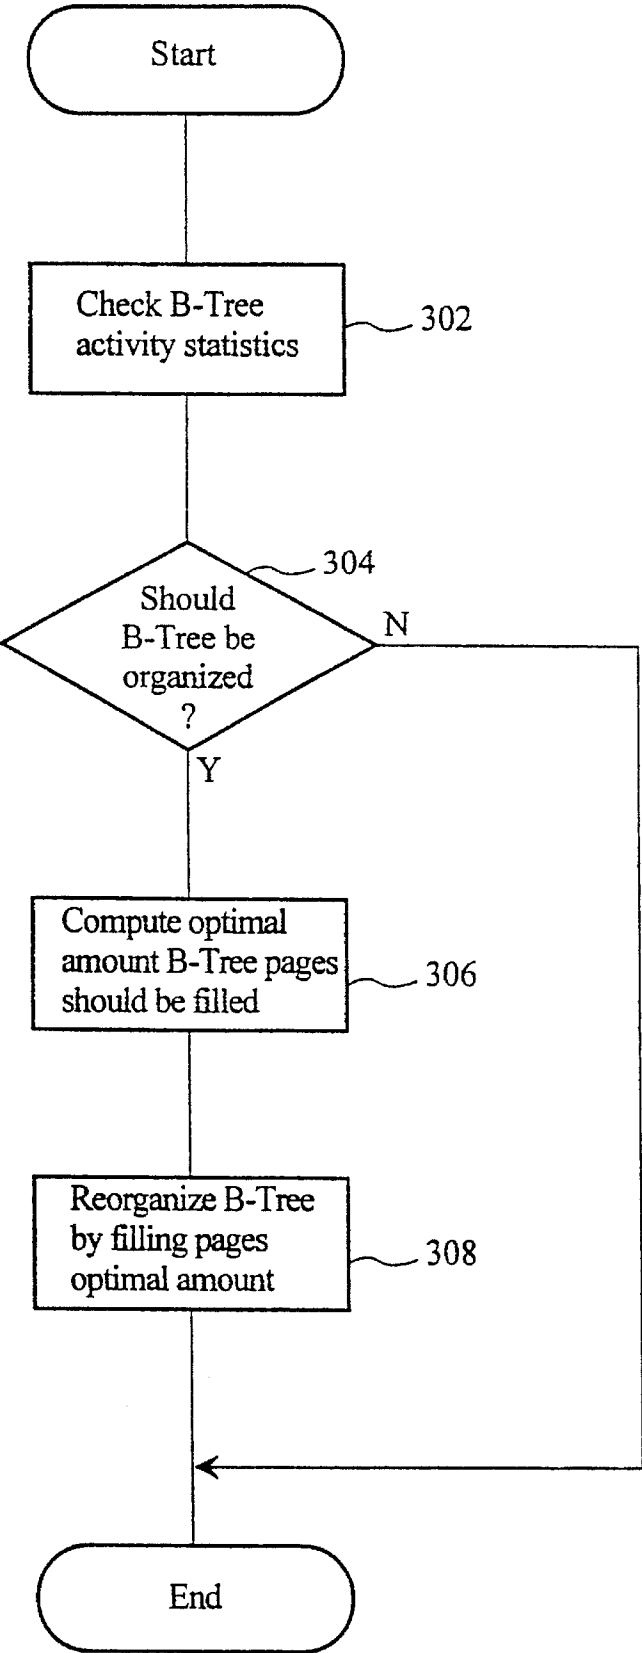 Start
Check B-Tree
activity statistics
302
304
Should
B-Tree be
organized
?
N
Y
Compute optimal
amount B-Tree pages
should be filled
306
Reorganize B-Tree
by filling pages
optimal amount
308
End